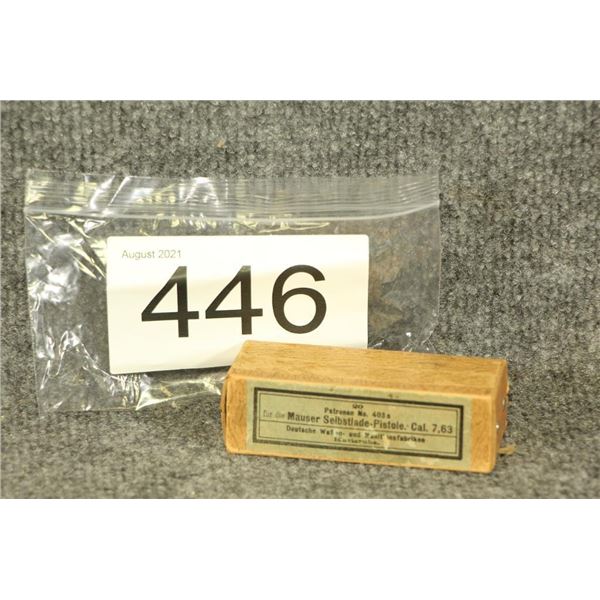 August 2021
446
20
Patronen No. 403a
für die Mauser Selbstlade-Pistole. Cal. 7,63
Deutsche Waffen- und Munitionsfabriken
Karlsruhe.